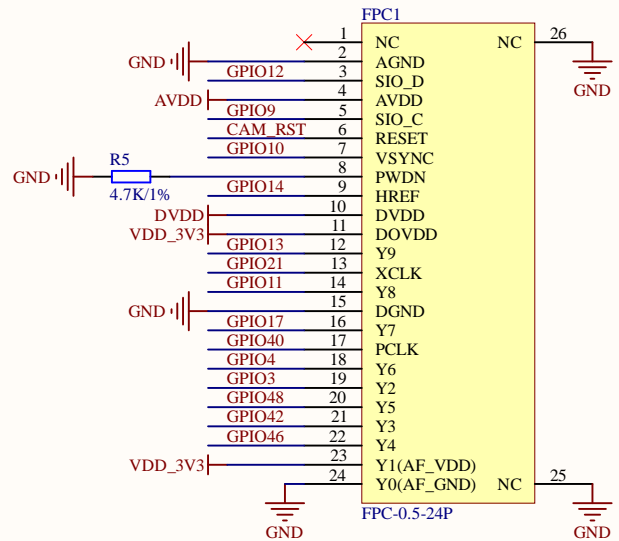 FPC1
1 NC NC 26
GND 2 AGND
GPIO12 3 SIO_D
GND
AVDD 4 AVDD
GPIO9 5 SIO_C
CAM_RST 6 RESET
GPIO10 7 VSYNC
GND R5 8 PWDN
4.7K/1%
GPIO14 9 HREF
DVDD 10 DVDD
VDD_3V3 11 DOVDD
GPIO13 12 Y9
GPIO21 13 XCLK
GPIO11 14 Y8
GND 15 DGND
GPIO17 16 Y7
GPIO40 17 PCLK
GPIO4 18 Y6
GPIO3 19 Y2
GPIO48 20 Y5
GPIO42 21 Y3
GPIO46 22 Y4
VDD_3V3 23 Y1(AF_VDD)
24 Y0(AF_GND) NC 25
FPC-0.5-24P
GND GND